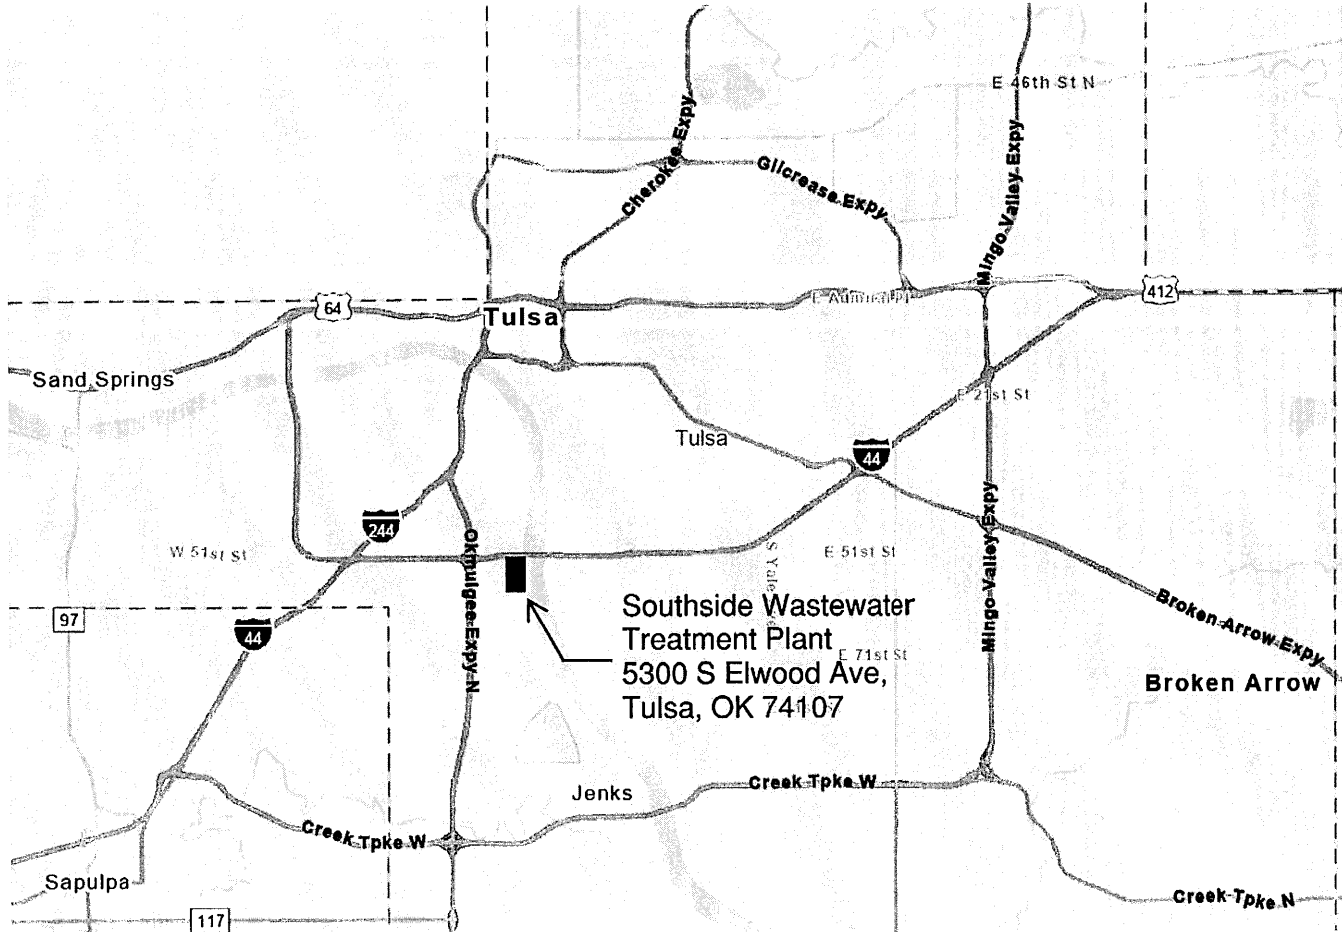 E 46th St N
Cherokee Expy
Gilcrease Expy
Mingo Valley Expy
64
Tulsa
E Admiral Pl
412
Sand Springs
E 21st St
Tulsa
44
244
W 51st St
Okmulgee Expy N
S Yale Ave
E 51st St
Mingo Valley Expy
97
44
Southside Wastewater
Treatment Plant
5300 S Elwood Ave,
Tulsa, OK 74107
E 71st St
Broken Arrow Expy
Broken Arrow
Jenks
Creek Tpke W
Creek Tpke W
Sapulpa
117
Creek Tpke N